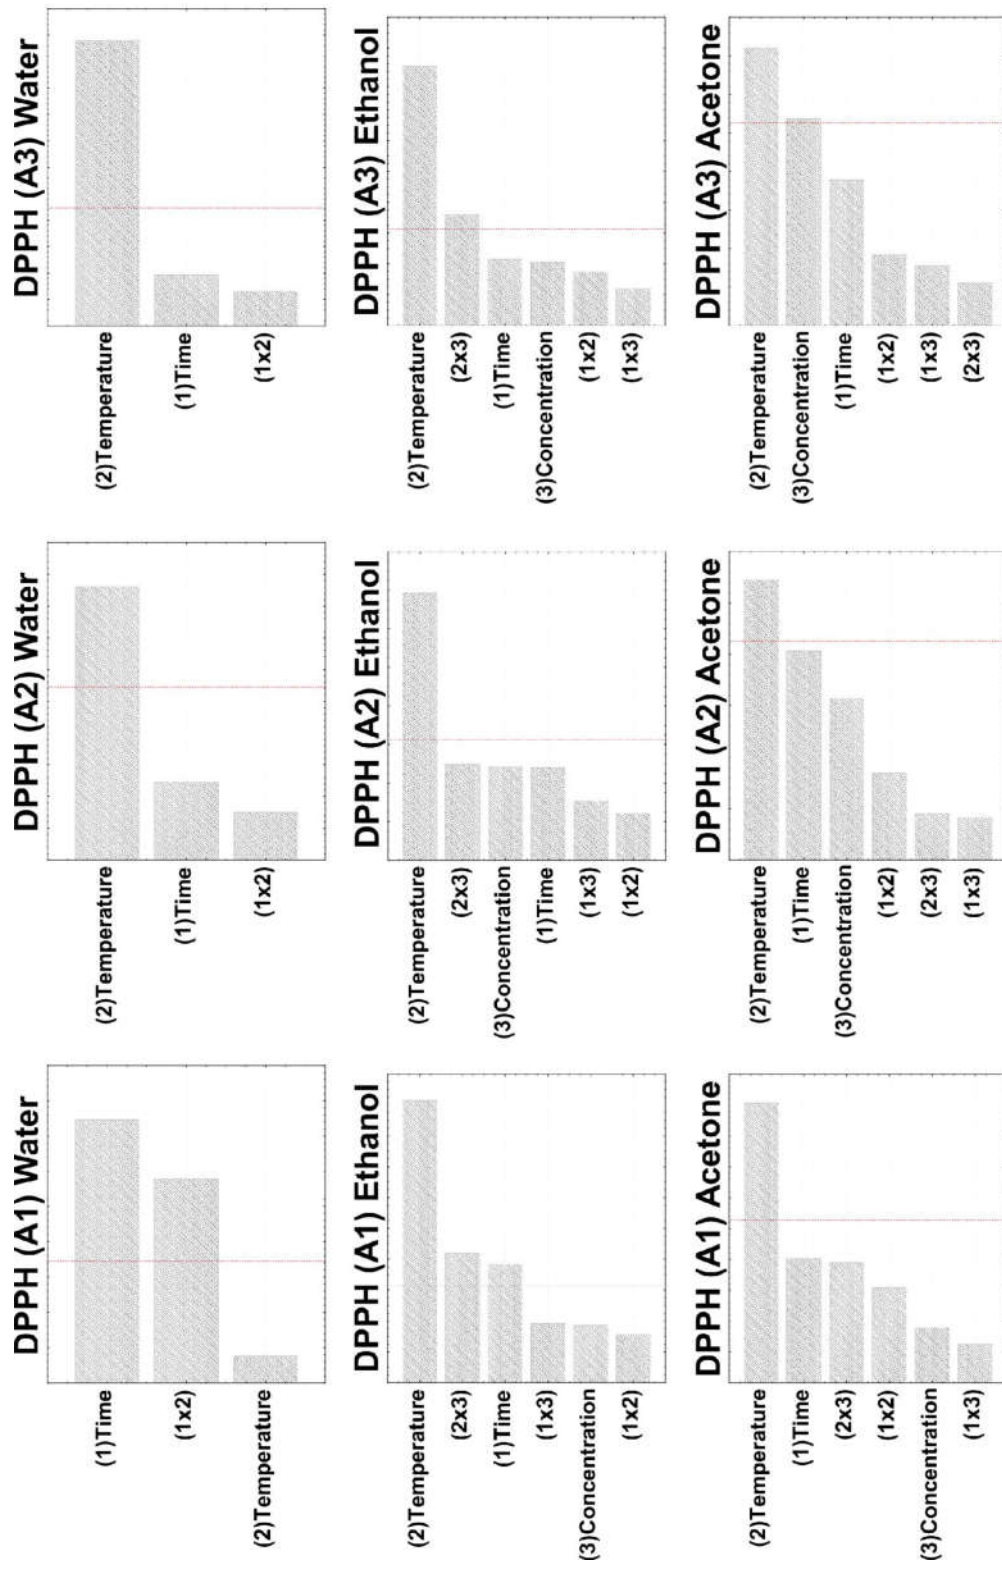 DPPH (A1) Water
(1)Time
(1x2)
(2)Temperature
DPPH (A2) Water
(2)Temperature
(1)Time
(1x2)
DPPH (A3) Water
(2)Temperature
(1)Time
(1x2)
DPPH (A1) Ethanol
(2)Temperature
(2x3)
(1)Time
(1x3)
(3)Concentration
(1x2)
DPPH (A2) Ethanol
(2)Temperature
(2x3)
(3)Concentration
(1)Time
(1x3)
(1x2)
DPPH (A3) Ethanol
(2)Temperature
(2x3)
(1)Time
(3)Concentration
(1x2)
(1x3)
DPPH (A1) Acetone
(2)Temperature
(1)Time
(2x3)
(1x2)
(3)Concentration
(1x3)
DPPH (A2) Acetone
(2)Temperature
(1)Time
(3)Concentration
(1x2)
(2x3)
(1x3)
DPPH (A3) Acetone
(2)Temperature
(3)Concentration
(1)Time
(1x2)
(1x3)
(2x3)